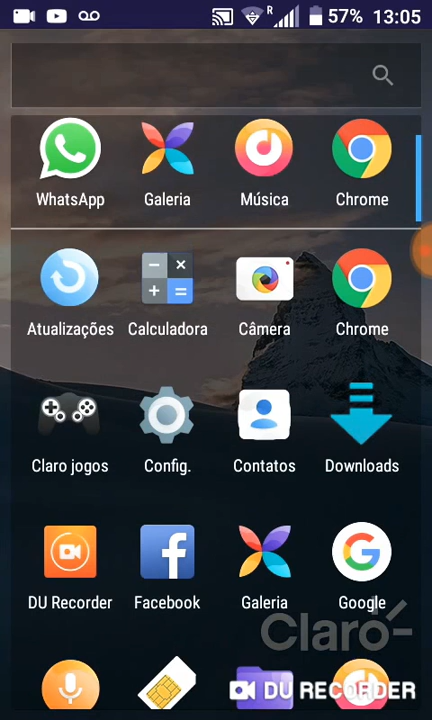 R 57% 13:05
WhatsApp Galeria Música Chrome
Atualizações Calculadora Câmera Chrome
Claro jogos Config. Contatos Downloads
DU Recorder Facebook Galeria Google
Claro
DU RECORDER